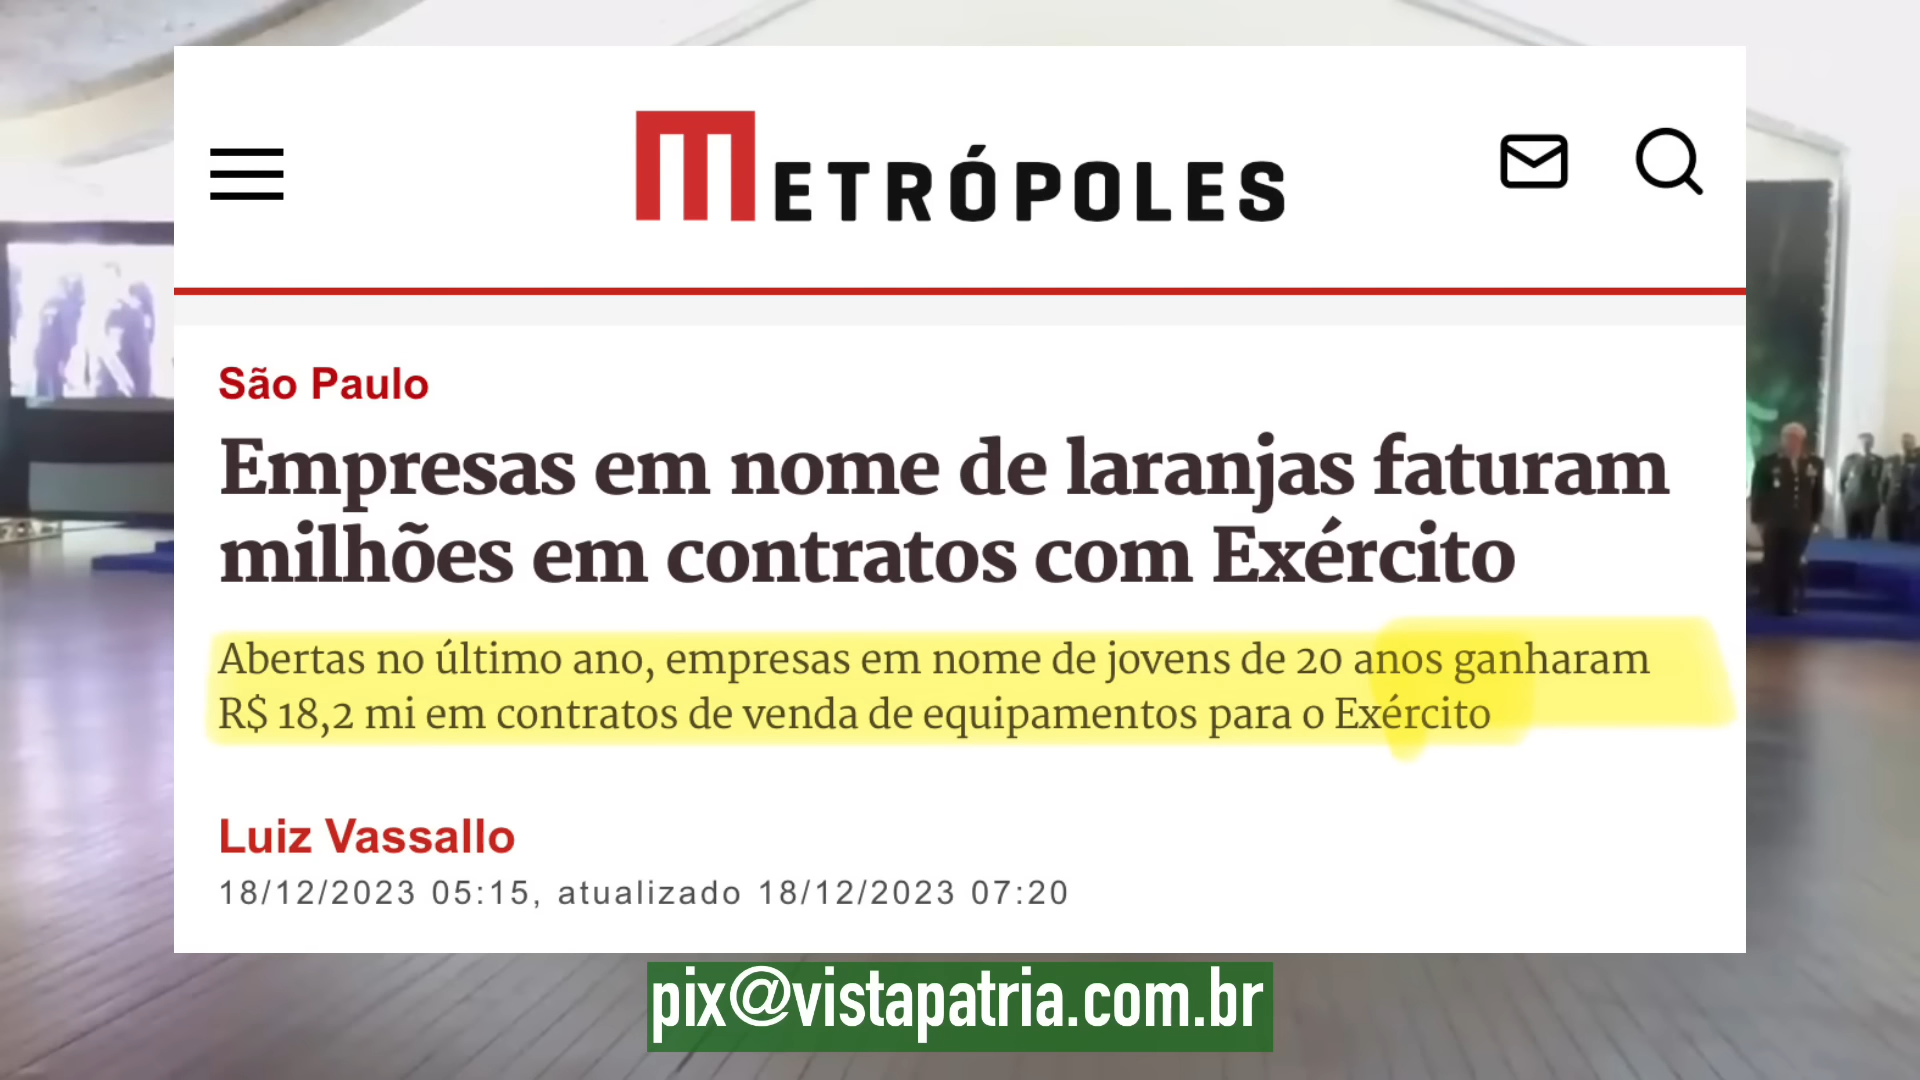 METRÓPOLES
São Paulo
Empresas em nome de laranjas faturam
milhões em contratos com Exército
Abertas no último ano, empresas em nome de jovens de 20 anos ganharam
R$ 18,2 mi em contratos de venda de equipamentos para o Exército
Luiz Vassallo
18/12/2023 05:15, atualizado 18/12/2023 07:20
pix@vistapatria.com.br